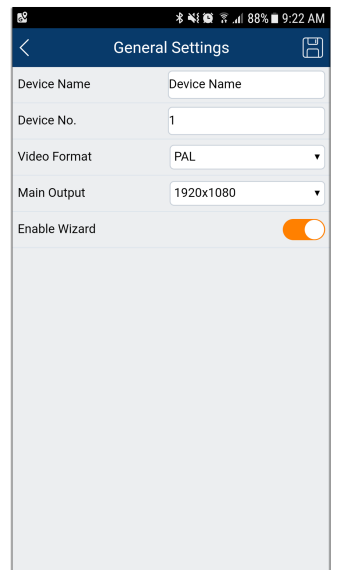 88% 9:22 AM
General Settings
Device Name Device Name
Device No. 1
Video Format PAL
Main Output 1920x1080
Enable Wizard